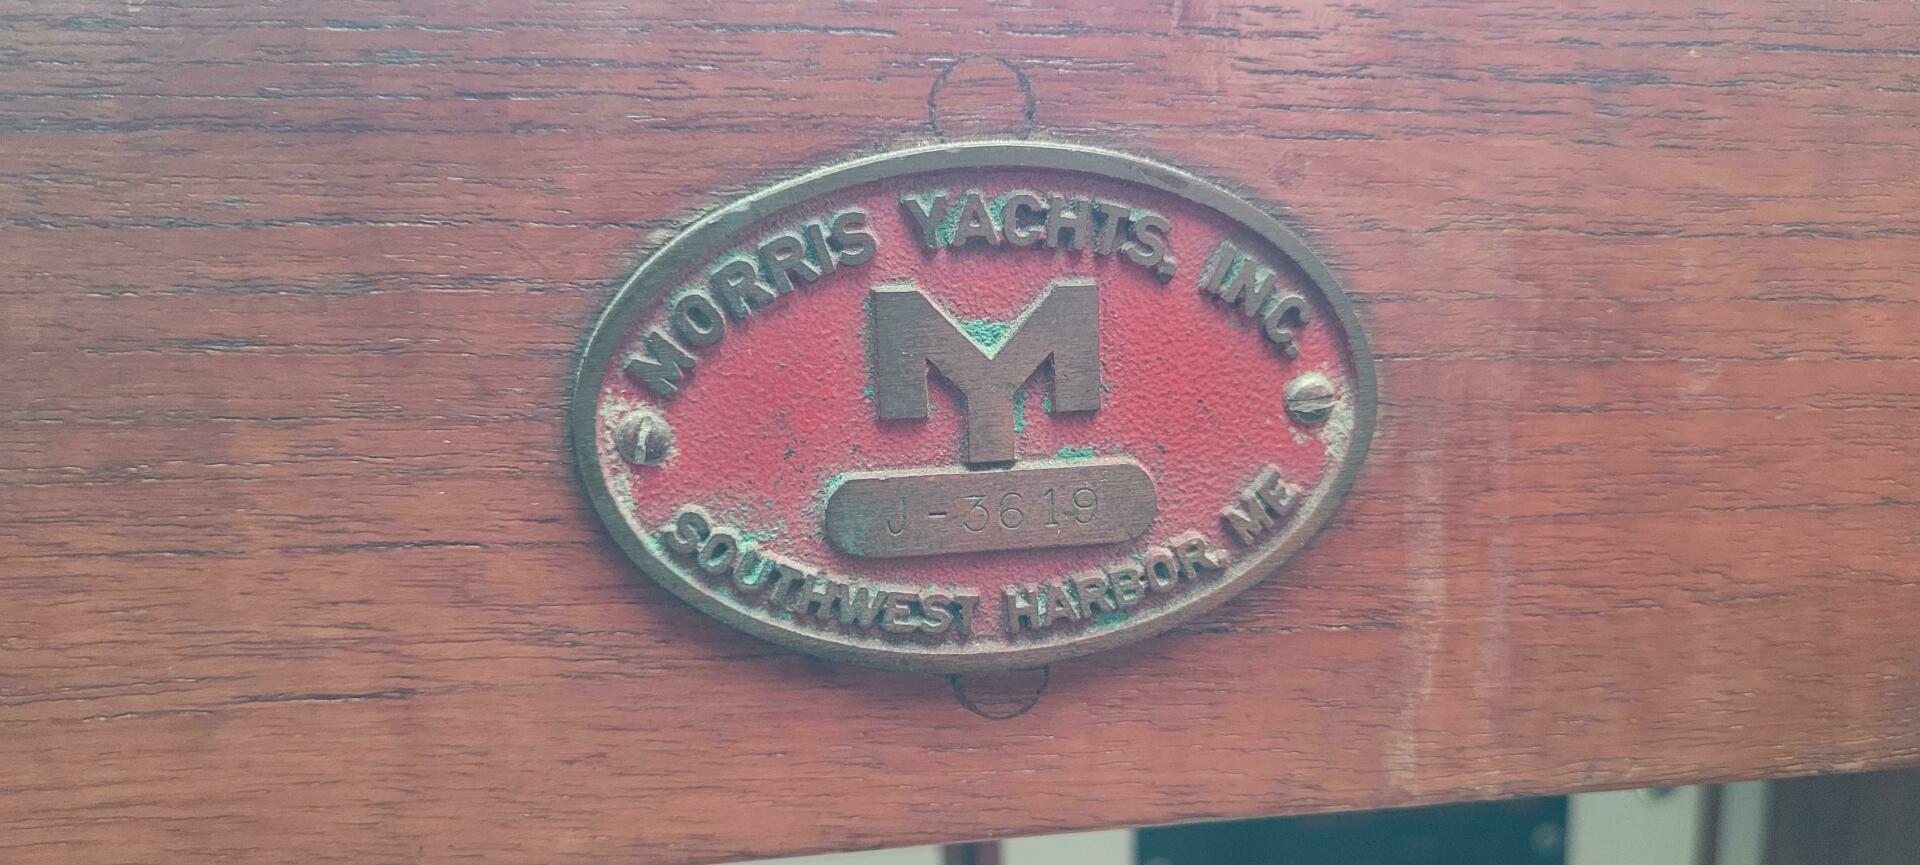 MORRIS YACHTS, INC.
MY
J-3619
SOUTHWEST HARBOR, ME